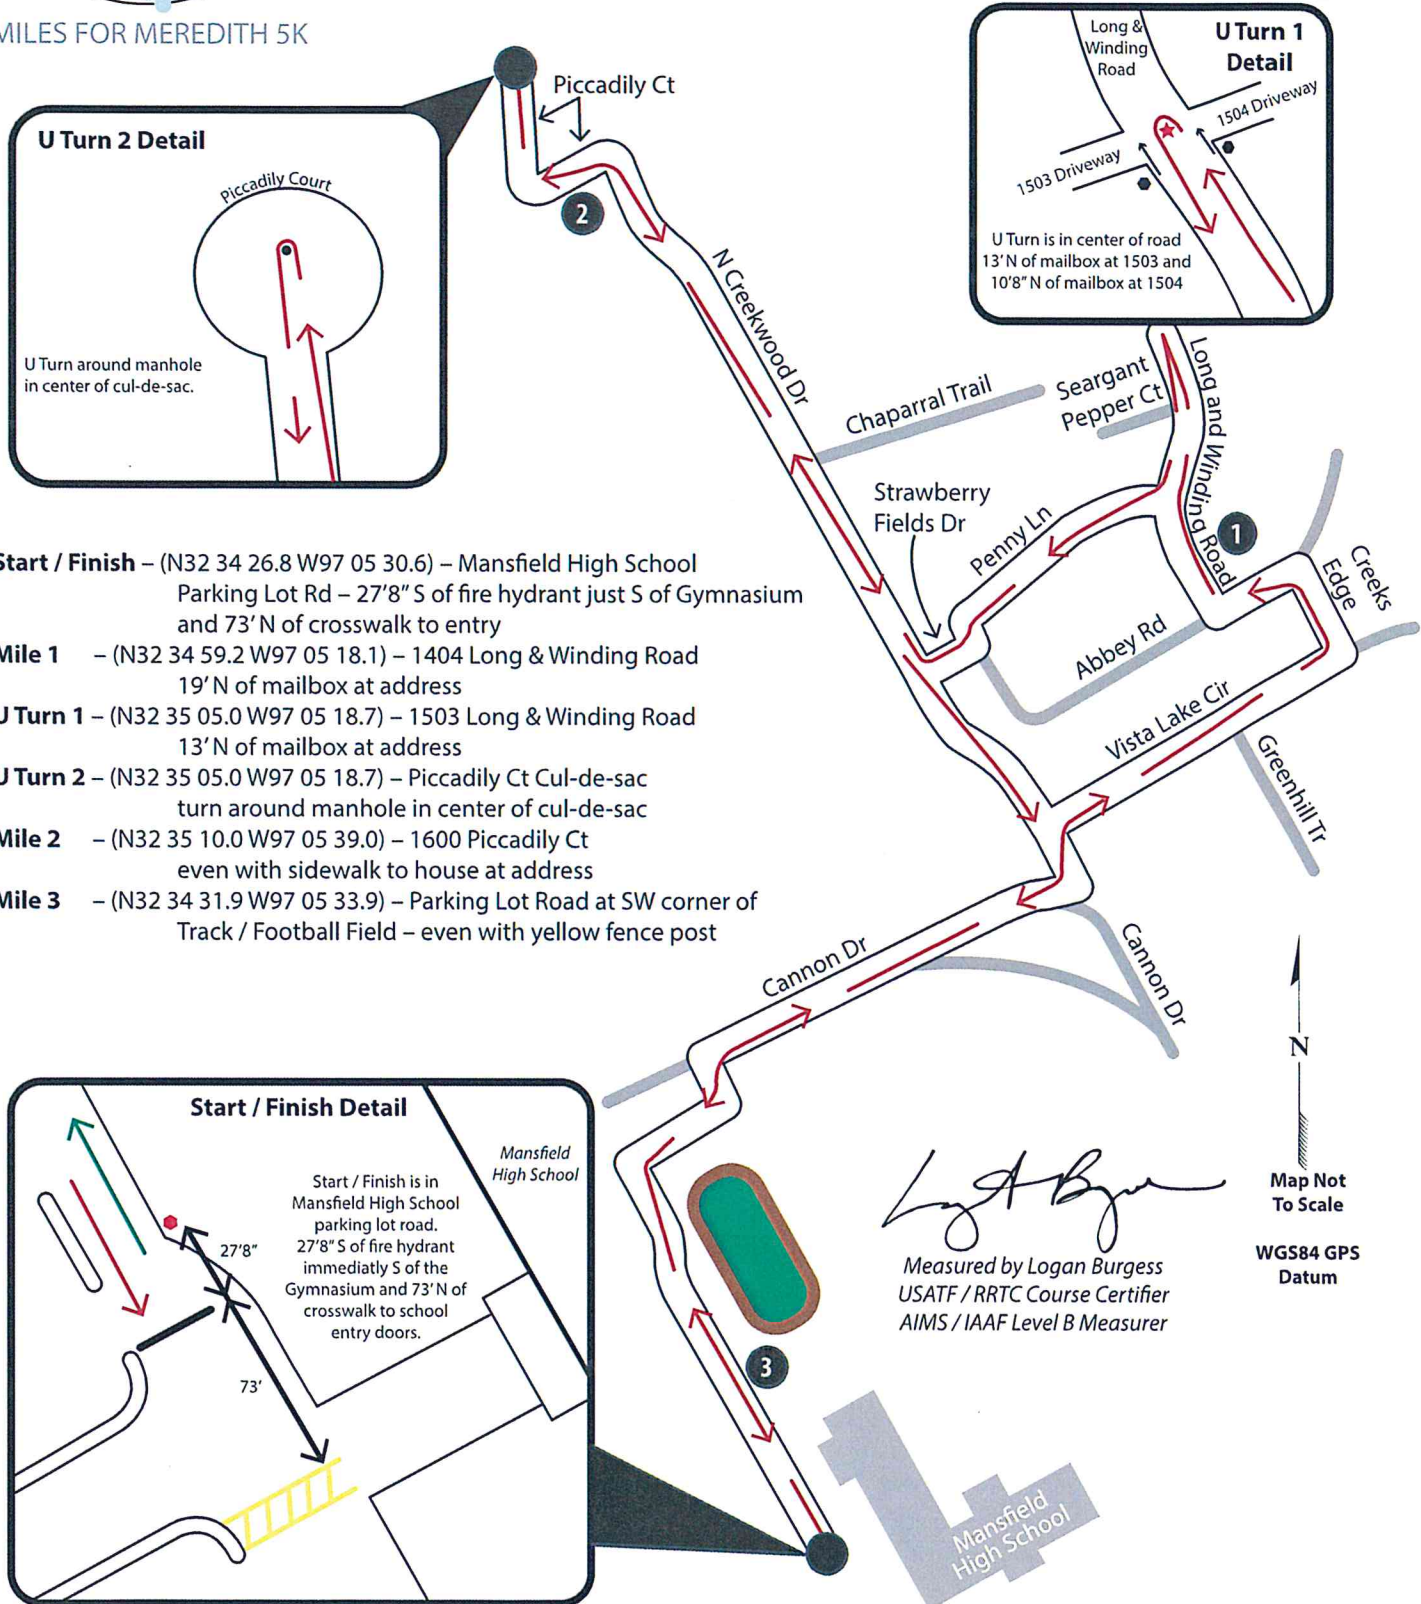 MILES FOR MEREDITH 5K
U Turn 2 Detail
Piccadily Court
U Turn around manhole
in center of cul-de-sac.
Piccadily Ct
2
N Creekwood Dr
U Turn 1
Detail
Long &
Winding
Road
1504 Driveway
1503 Driveway
U Turn is in center of road
13' N of mailbox at 1503 and
10'8" N of mailbox at 1504
Chaparral Trail
Seargant
Pepper Ct
Long and Winding Road
Strawberry
Fields Dr
Penny Ln
1
Creeks
Edge
Abbey Rd
Vista Lake Cir
Greenhill Tr
Start / Finish – (N32 34 26.8 W97 05 30.6) – Mansfield High School
Parking Lot Rd – 27'8" S of fire hydrant just S of Gymnasium
and 73' N of crosswalk to entry
Mile 1 – (N32 34 59.2 W97 05 18.1) – 1404 Long & Winding Road
19' N of mailbox at address
U Turn 1 – (N32 35 05.0 W97 05 18.7) – 1503 Long & Winding Road
13' N of mailbox at address
U Turn 2 – (N32 35 05.0 W97 05 18.7) – Piccadily Ct Cul-de-sac
turn around manhole in center of cul-de-sac
Mile 2 – (N32 35 10.0 W97 05 39.0) – 1600 Piccadily Ct
even with sidewalk to house at address
Mile 3 – (N32 34 31.9 W97 05 33.9) – Parking Lot Road at SW corner of
Track / Football Field – even with yellow fence post
Cannon Dr
Cannon Dr
N
Map Not
To Scale
WGS84 GPS
Datum
Start / Finish Detail
Mansfield
High School
Start / Finish is in
Mansfield High School
parking lot road.
27'8" S of fire hydrant
immediatly S of the
Gymnasium and 73' N of
crosswalk to school
entry doors.
27'8"
73'
3
Measured by Logan Burgess
USATF / RRTC Course Certifier
AIMS / IAAF Level B Measurer
Mansfield
High School